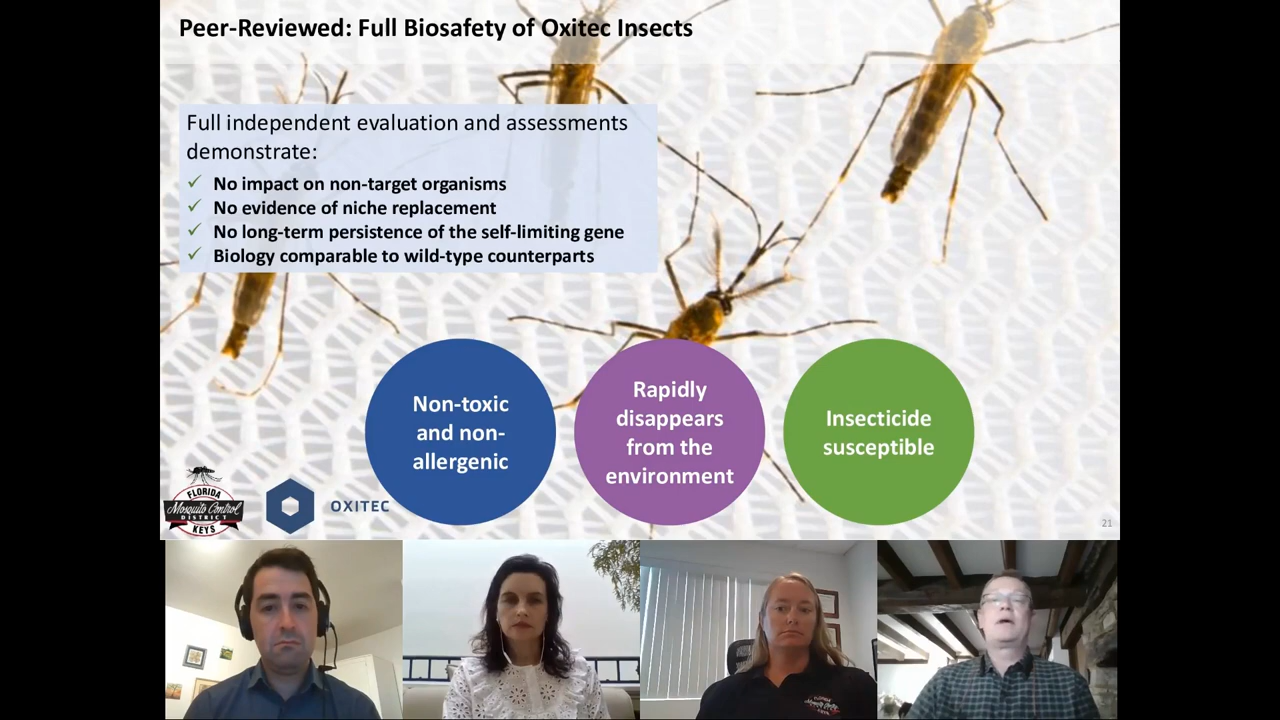 Peer-Reviewed: Full Biosafety of Oxitec Insects
Full independent evaluation and assessments
demonstrate:
✓ No impact on non-target organisms
✓ No evidence of niche replacement
✓ No long-term persistence of the self-limiting gene
✓ Biology comparable to wild-type counterparts
Non-toxic
and non-
allergenic
Rapidly
disappears
from the
environment
Insecticide
susceptible
FLORIDA
Mosquito Control
DISTRICT
KEYS
OXITEC
21